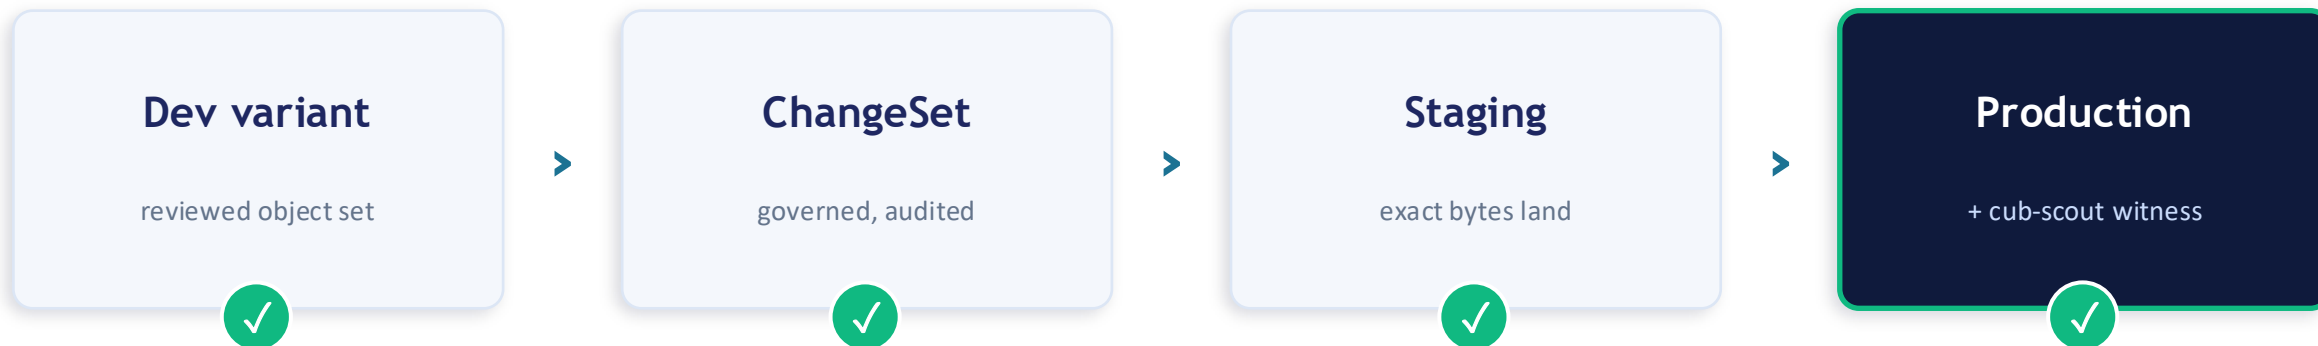 Dev variant
reviewed object set
✓
>
ChangeSet
governed, audited
✓
>
Staging
exact bytes land
✓
>
Production
+ cub-scout witness
✓